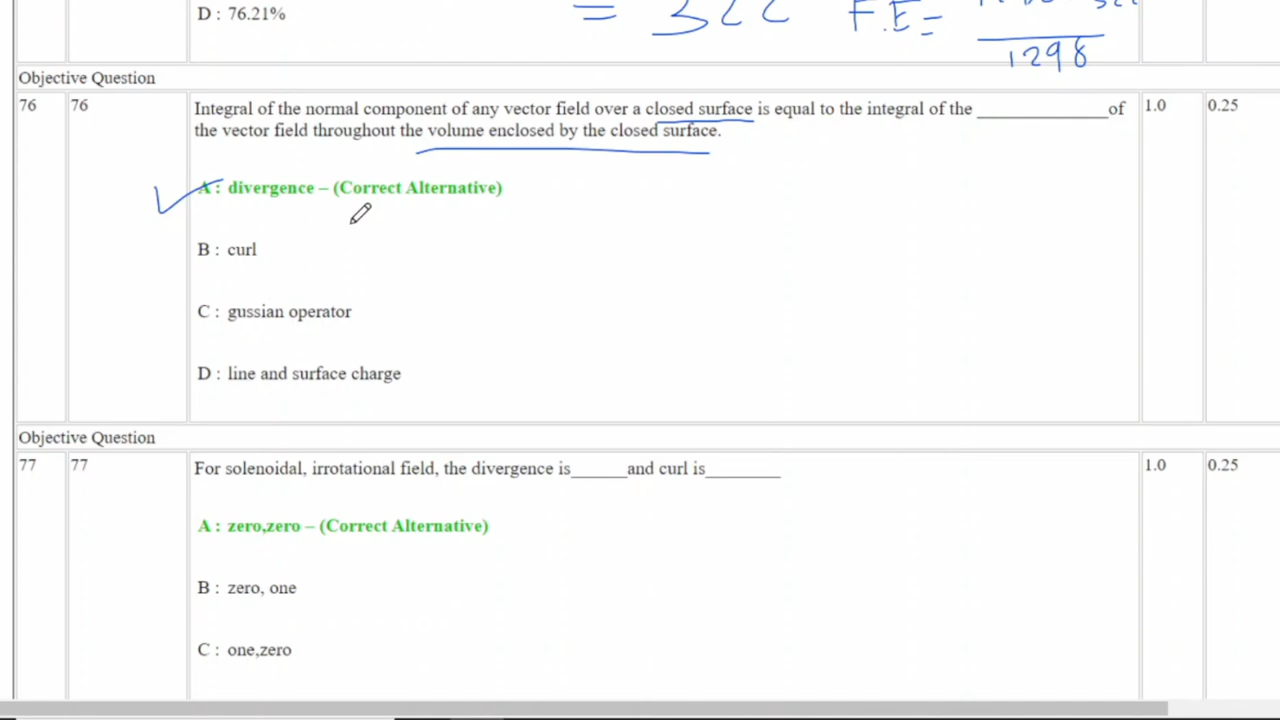 D : 76.21%
= 322 F.E =
1298
Objective Question
76 76 Integral of the normal component of any vector field over a closed surface is equal to the integral of the ______________of 1.0 0.25
the vector field throughout the volume enclosed by the closed surface.
A : divergence – (Correct Alternative)
B : curl
C : gussian operator
D : line and surface charge
Objective Question
77 77 For solenoidal, irrotational field, the divergence is______and curl is________ 1.0 0.25
A : zero,zero – (Correct Alternative)
B : zero, one
C : one,zero